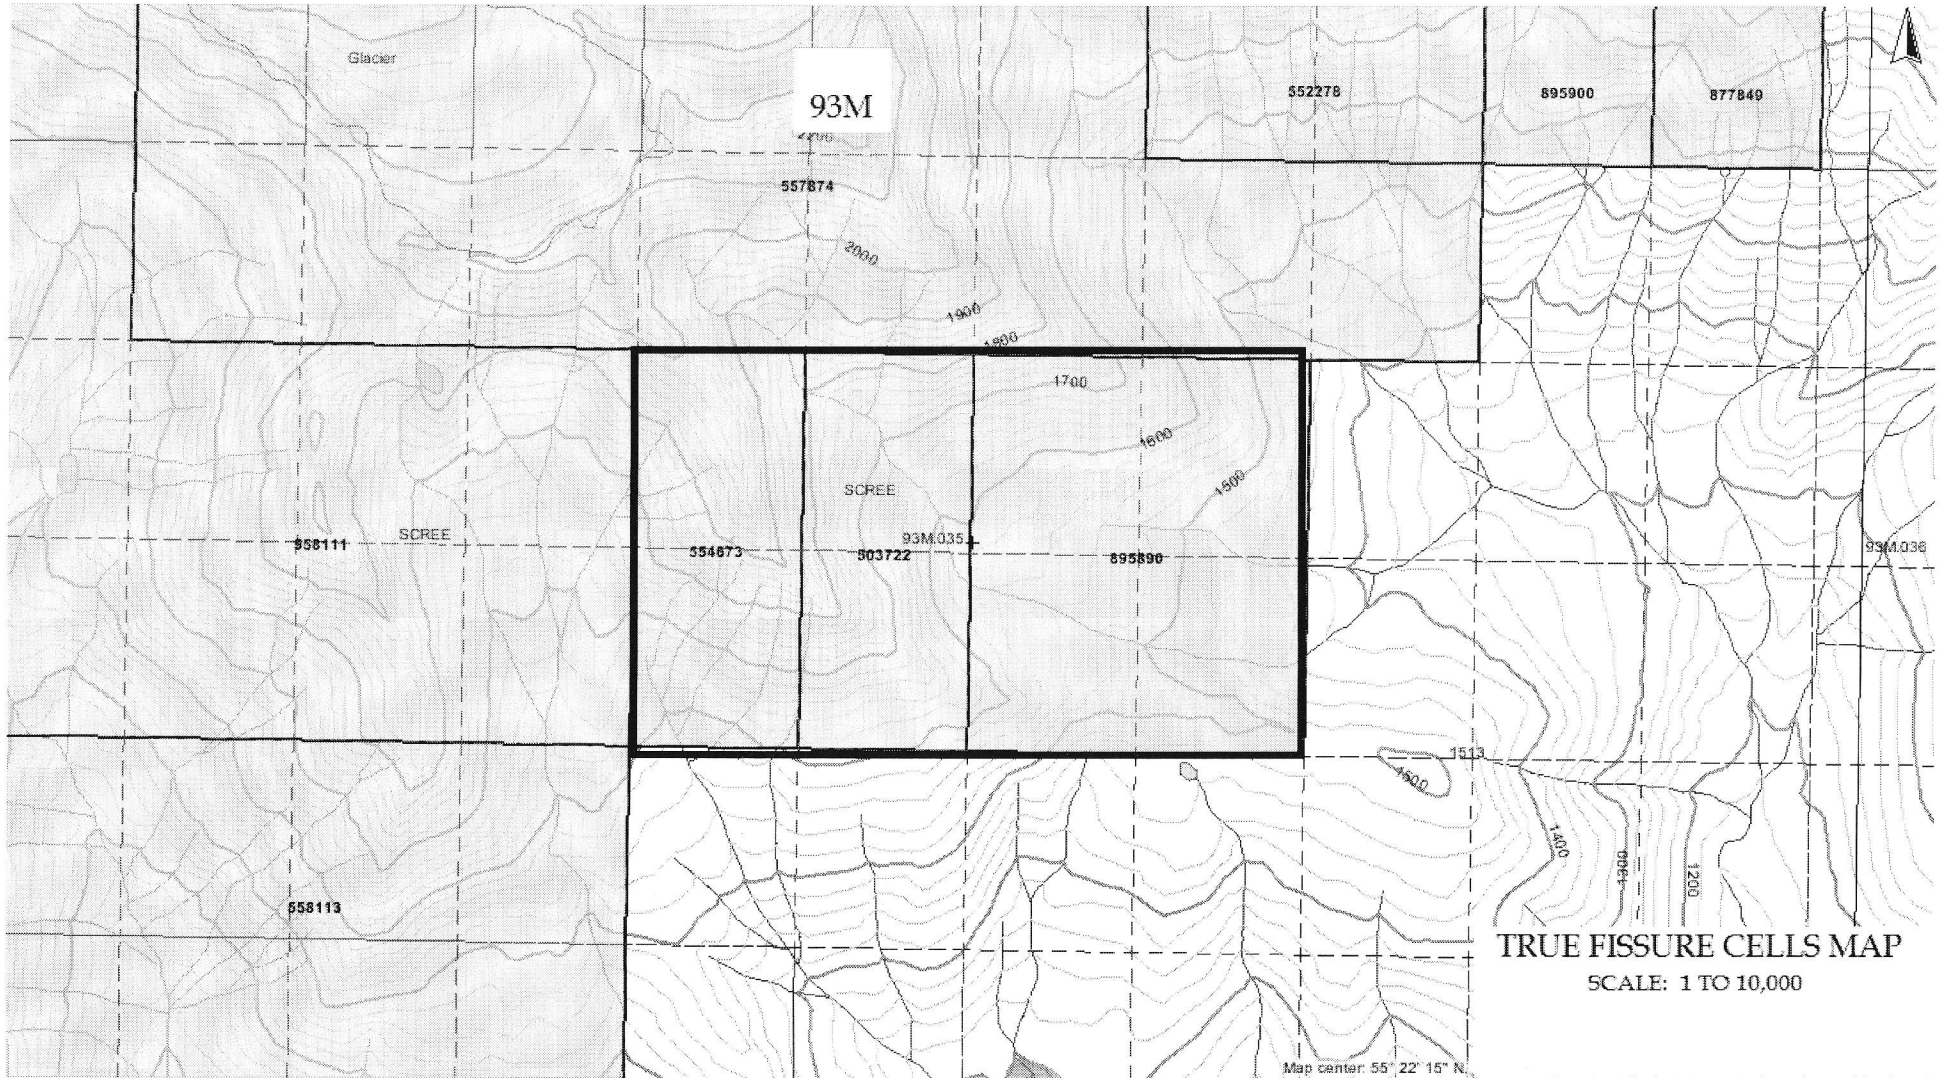 Glacier
93M
2200
552278
895900
877849
557874
2000
1900
1800
1700
1600
1500
SCREE
SCREE
558111
554673
93M.035
503722
895890
93M.036
1513
1500
1400
1300
1200
558113
TRUE FISSURE CELLS MAP
SCALE: 1 TO 10,000
Map center: 55° 22' 15" N